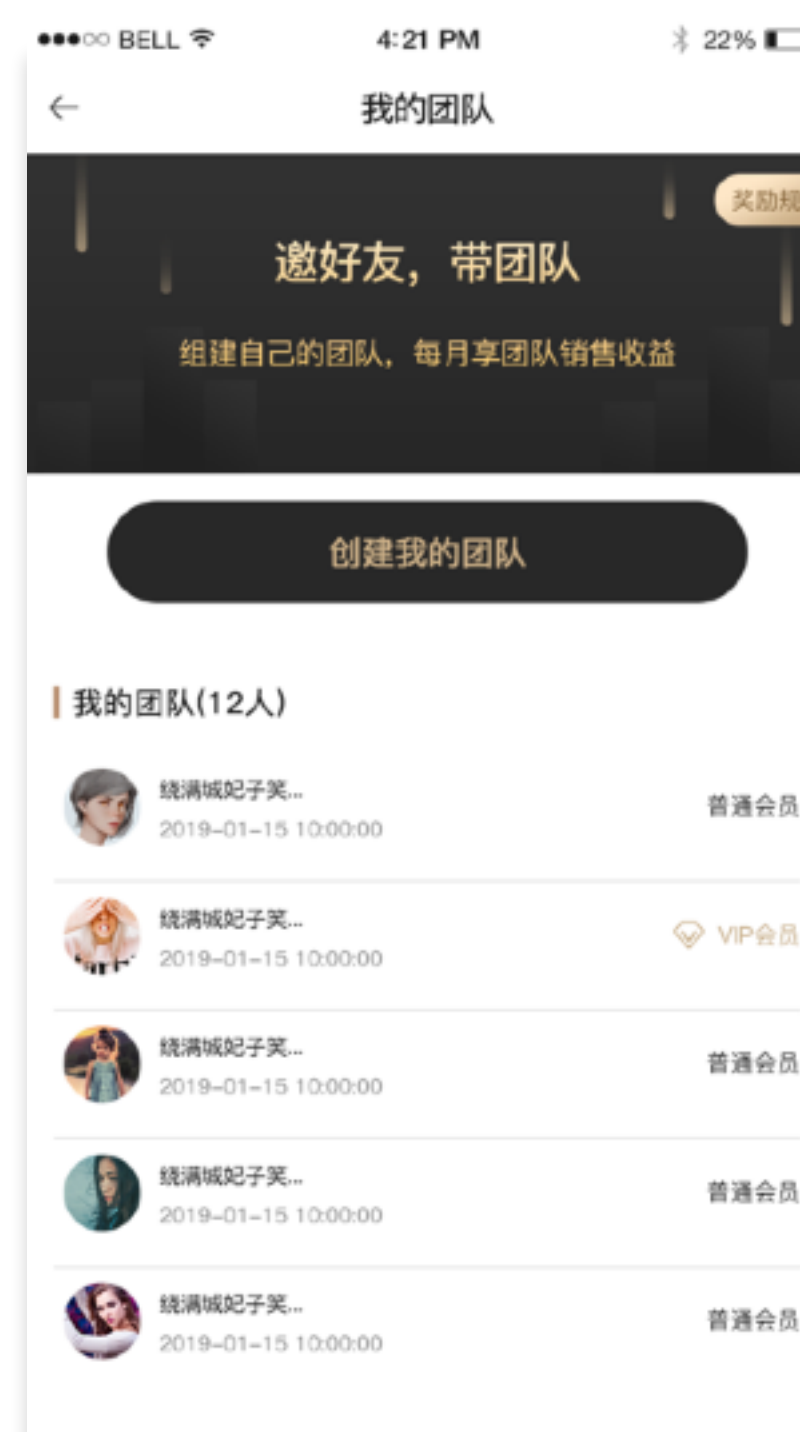 BELL 4:21 PM 22%
我的团队
奖励规
邀好友，带团队
组建自己的团队，每月享团队销售收益
创建我的团队
我的团队(12人)
绕满城妃子笑...
2019-01-15 10:00:00
普通会员
绕满城妃子笑...
2019-01-15 10:00:00
VIP会员
绕满城妃子笑...
2019-01-15 10:00:00
普通会员
绕满城妃子笑...
2019-01-15 10:00:00
普通会员
绕满城妃子笑...
2019-01-15 10:00:00
普通会员